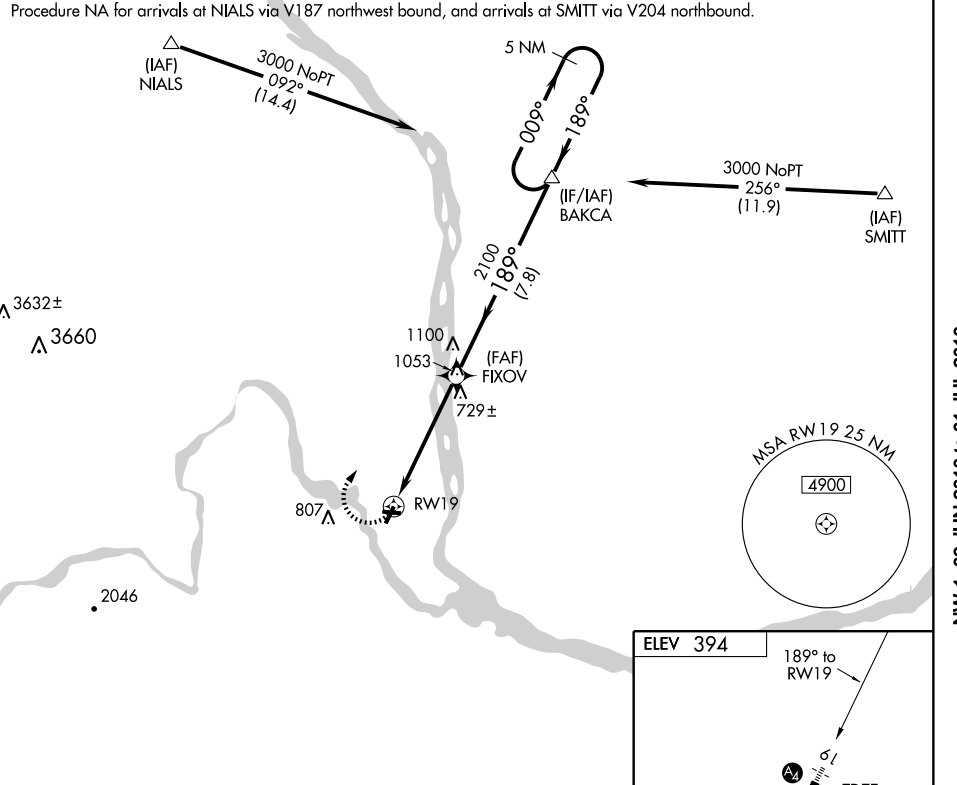 Procedure NA for arrivals at NIALS via V187 northwest bound, and arrivals at SMITT via V204 northbound.
(IAF)
NIALS
3000 NoPT
092°
(14.4)
5 NM
009°
189°
(IF/IAF)
BAKCA
3000 NoPT
256°
(11.9)
(IAF)
SMITT
2100
189°
(7.8)
3632±
3660
1100
1053
(FAF)
FIXOV
729±
807
RW19
2046
MSA RW19 25 NM
4900
ELEV 394
189° to
RW19
19
A4